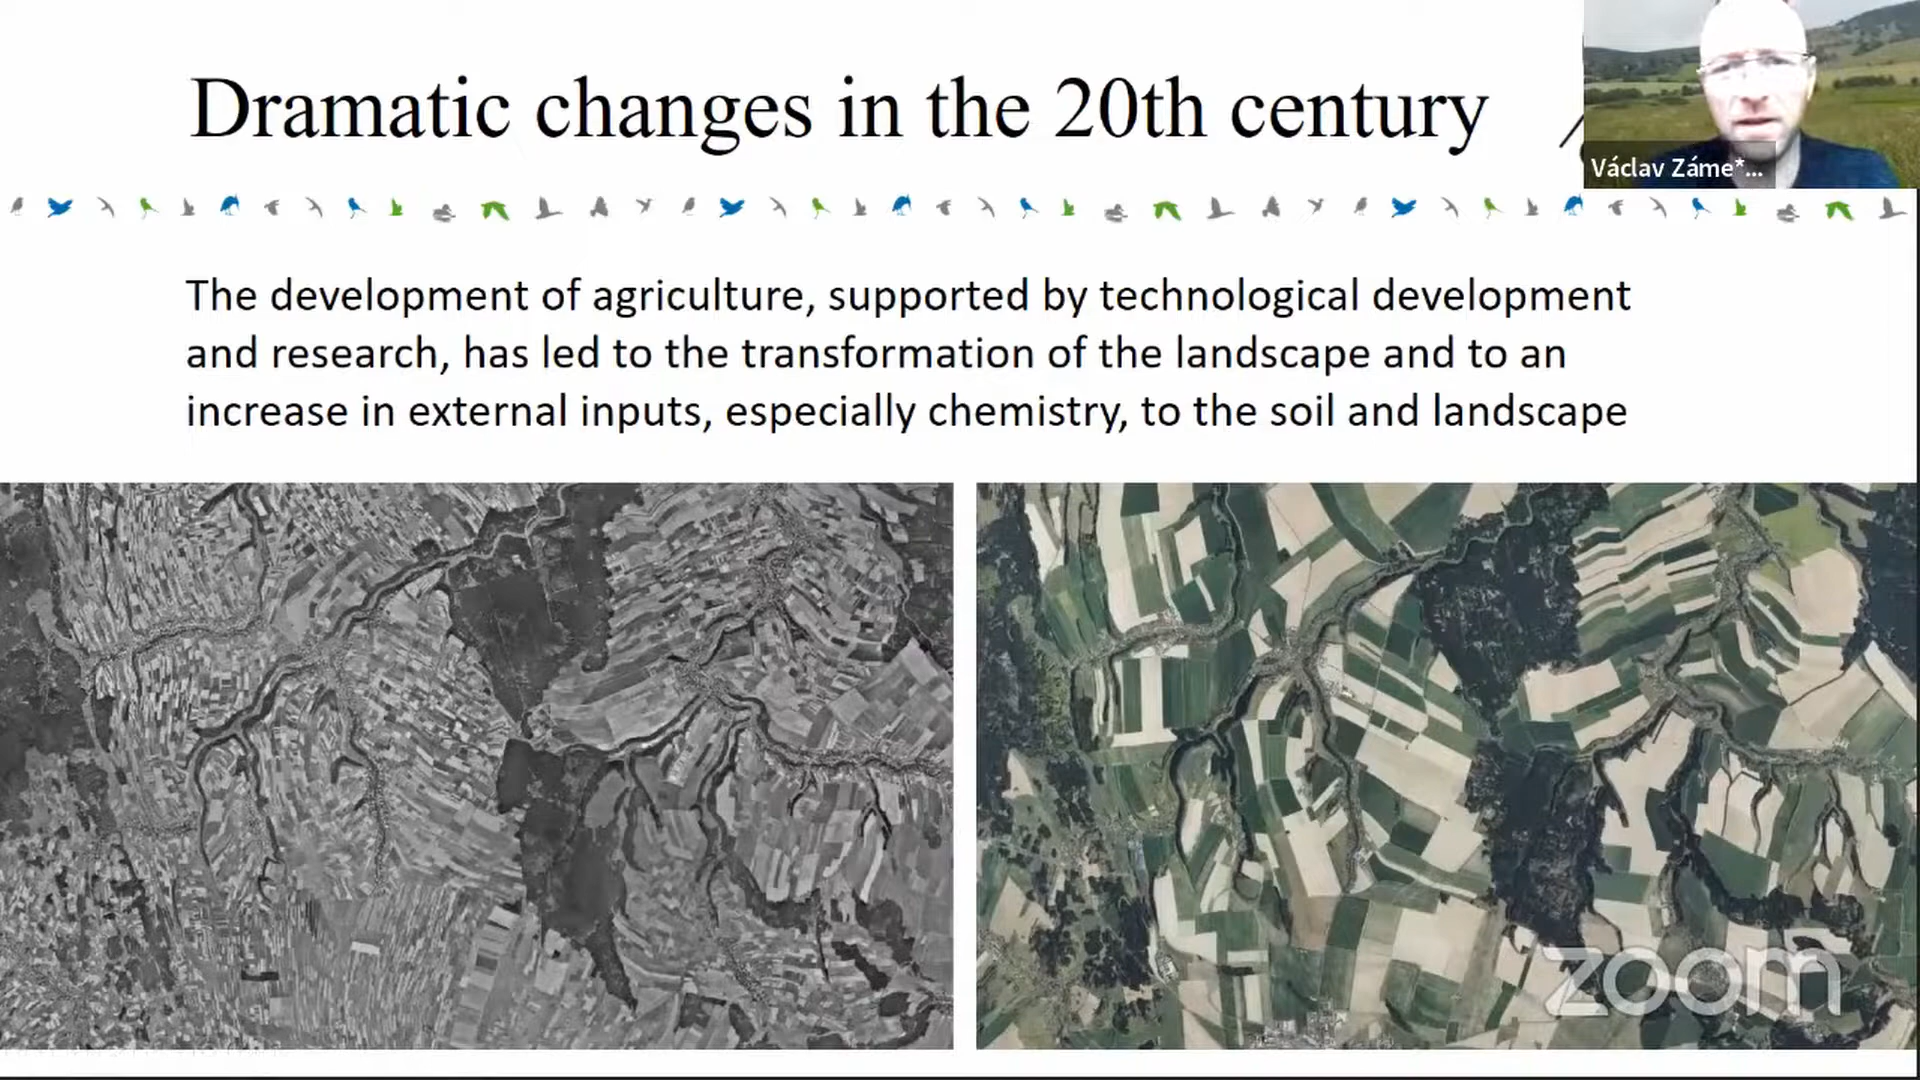 Dramatic changes in the 20th century
Václav Záme*...
The development of agriculture, supported by technological development
and research, has led to the transformation of the landscape and to an
increase in external inputs, especially chemistry, to the soil and landscape
zoom